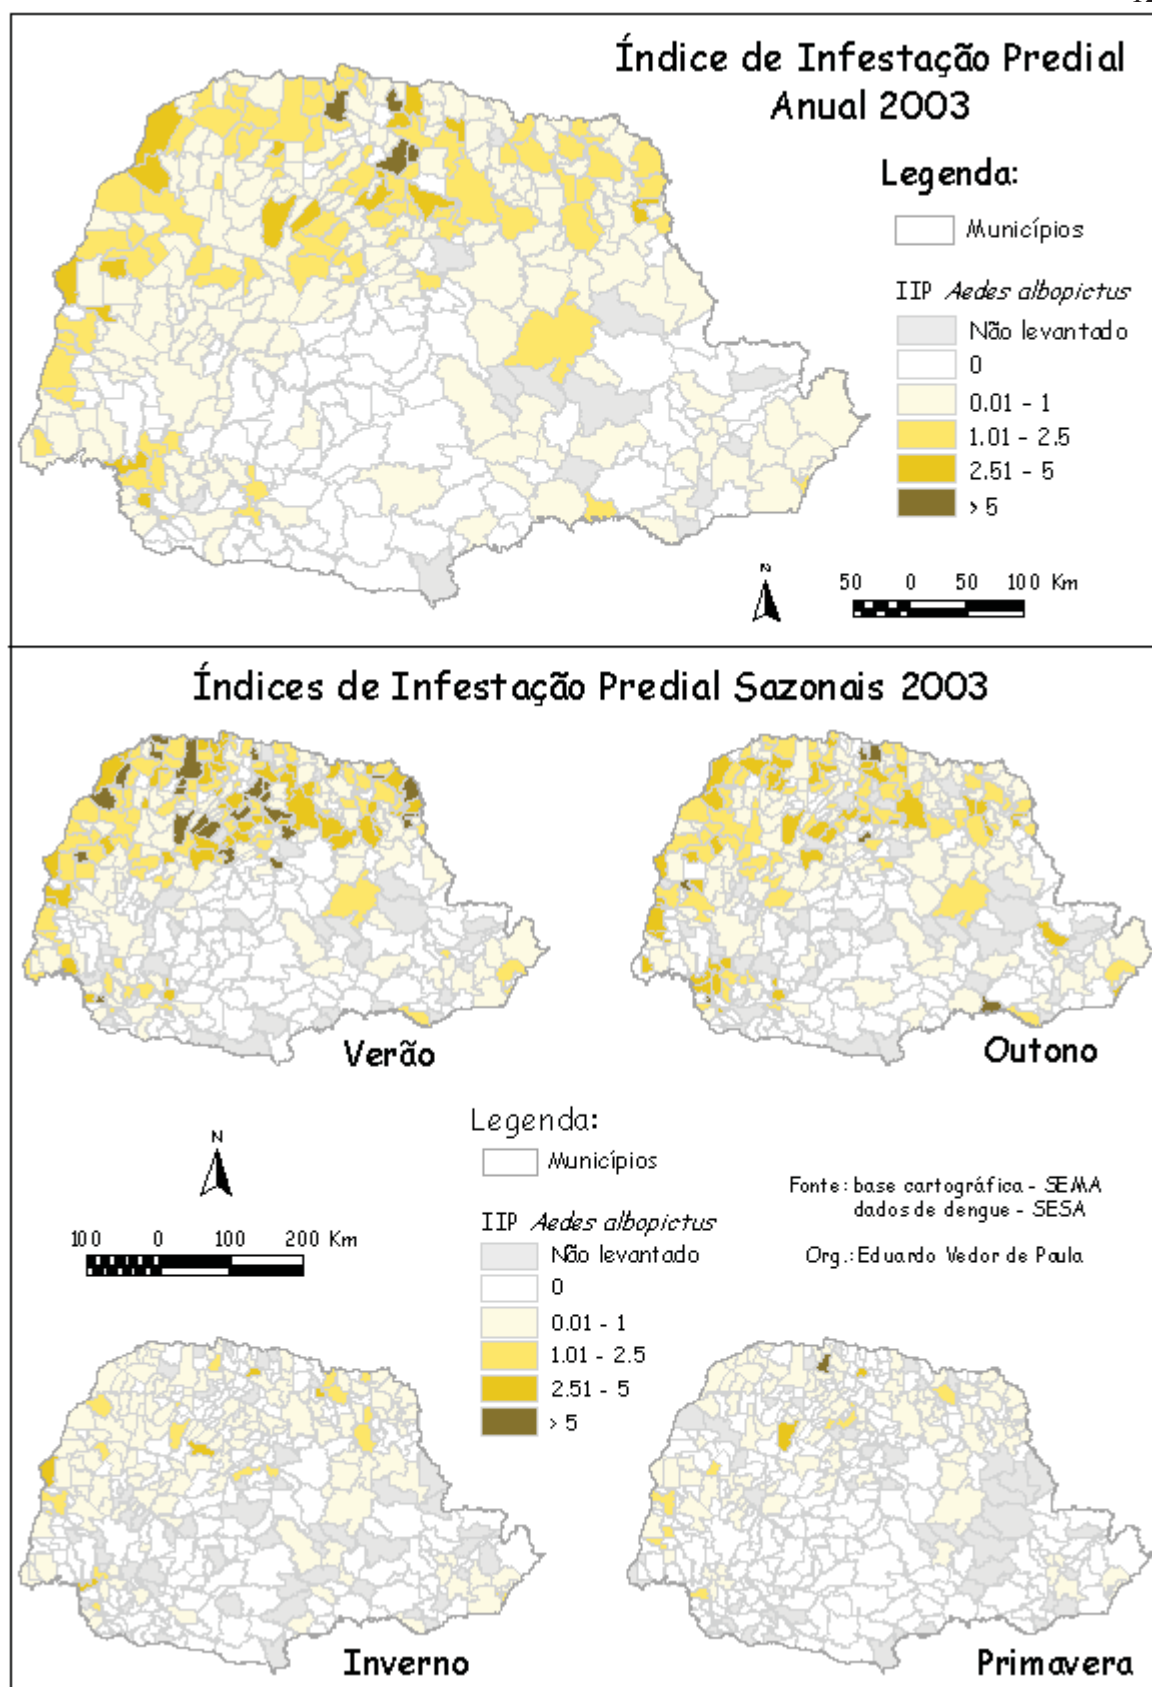 Índice de Infestação Predial
Anual 2003
Legenda:
Municípios
IIP Aedes albopictus
Não levantado
0
0.01 - 1
1.01 - 2.5
2.51 - 5
> 5
N
50 0 50 100 Km
Índices de Infestação Predial Sazonais 2003
Verão
Outono
Legenda:
Municípios
N
Fonte: base cartográfica - SEMA
dados de dengue - SESA
100 0 100 200 Km
IIP Aedes albopictus
Não levantado
0
0.01 - 1
1.01 - 2.5
2.51 - 5
> 5
Org.: Eduardo Vedor de Paula
Inverno
Primavera